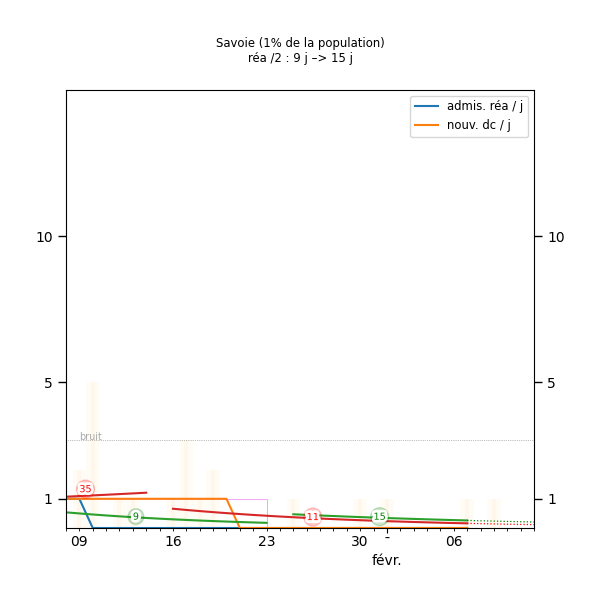 Savoie (1% de la population)
réa /2 : 9 j –> 15 j
admis. réa / j
nouv. dc / j
10
10
5
5
bruit
35
1
1
9
11
15
09
16
23
30
-
06
févr.